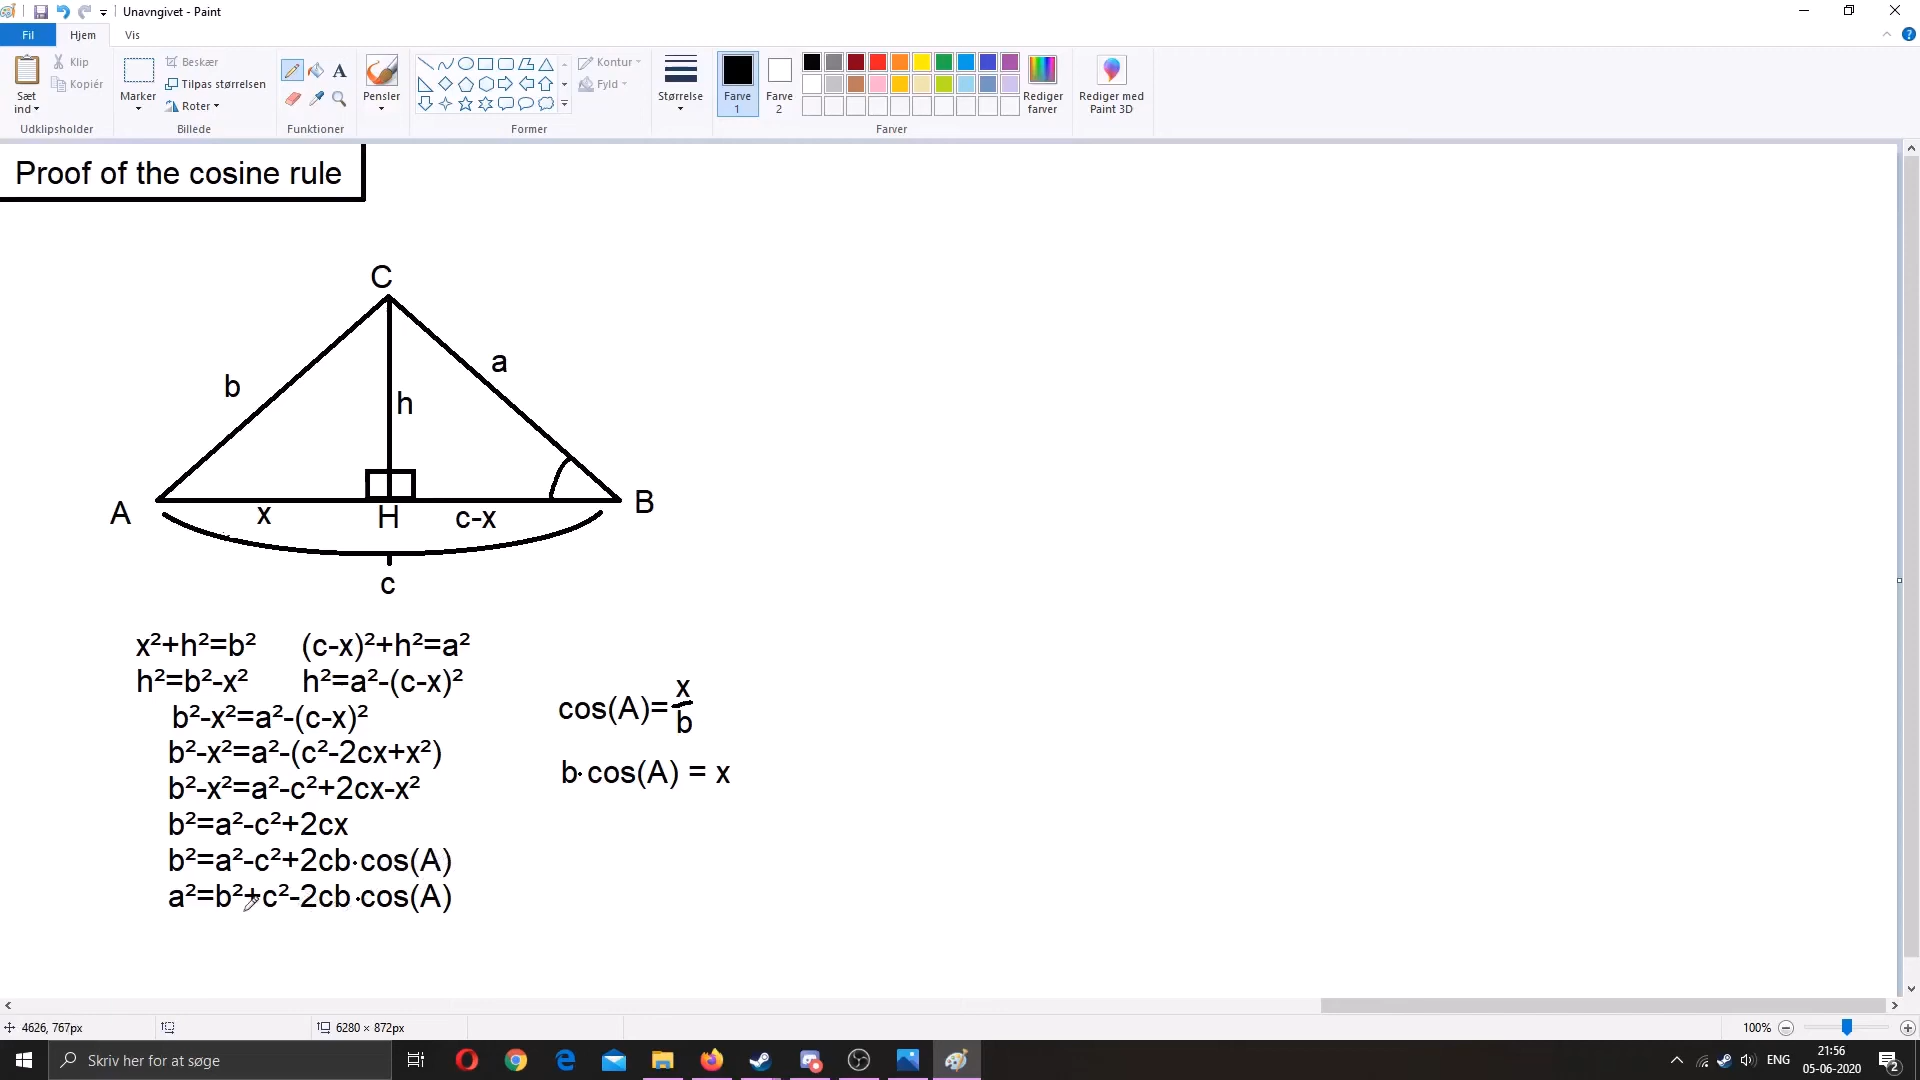 Unavngivet - Paint
Fil Hjem Vis
Sæt ind
Klip
Kopiér
Udklipsholder
Marker
Beskær
Tilpas størrelsen
Roter
Billede
A
Funktioner
Pensler
Former
Kontur
Fyld
Størrelse
Farve 1
Farve 2
Farver
Rediger farver
Rediger med Paint 3D
Proof of the cosine rule
C
b
a
h
A
x
H
c-x
B
c
x²+h²=b² (c-x)²+h²=a²
h²=b²-x² h²=a²-(c-x)²
b²-x²=a²-(c-x)²
b²-x²=a²-(c²-2cx+x²)
b²-x²=a²-c²+2cx-x²
b²=a²-c²+2cx
b²=a²-c²+2cb·cos(A)
a²=b²+c²-2cb·cos(A)
cos(A)=x/b
b·cos(A) = x
4626, 767px
6280 × 872px
100%
Skriv her for at søge
ENG
21:56
05-06-2020
2